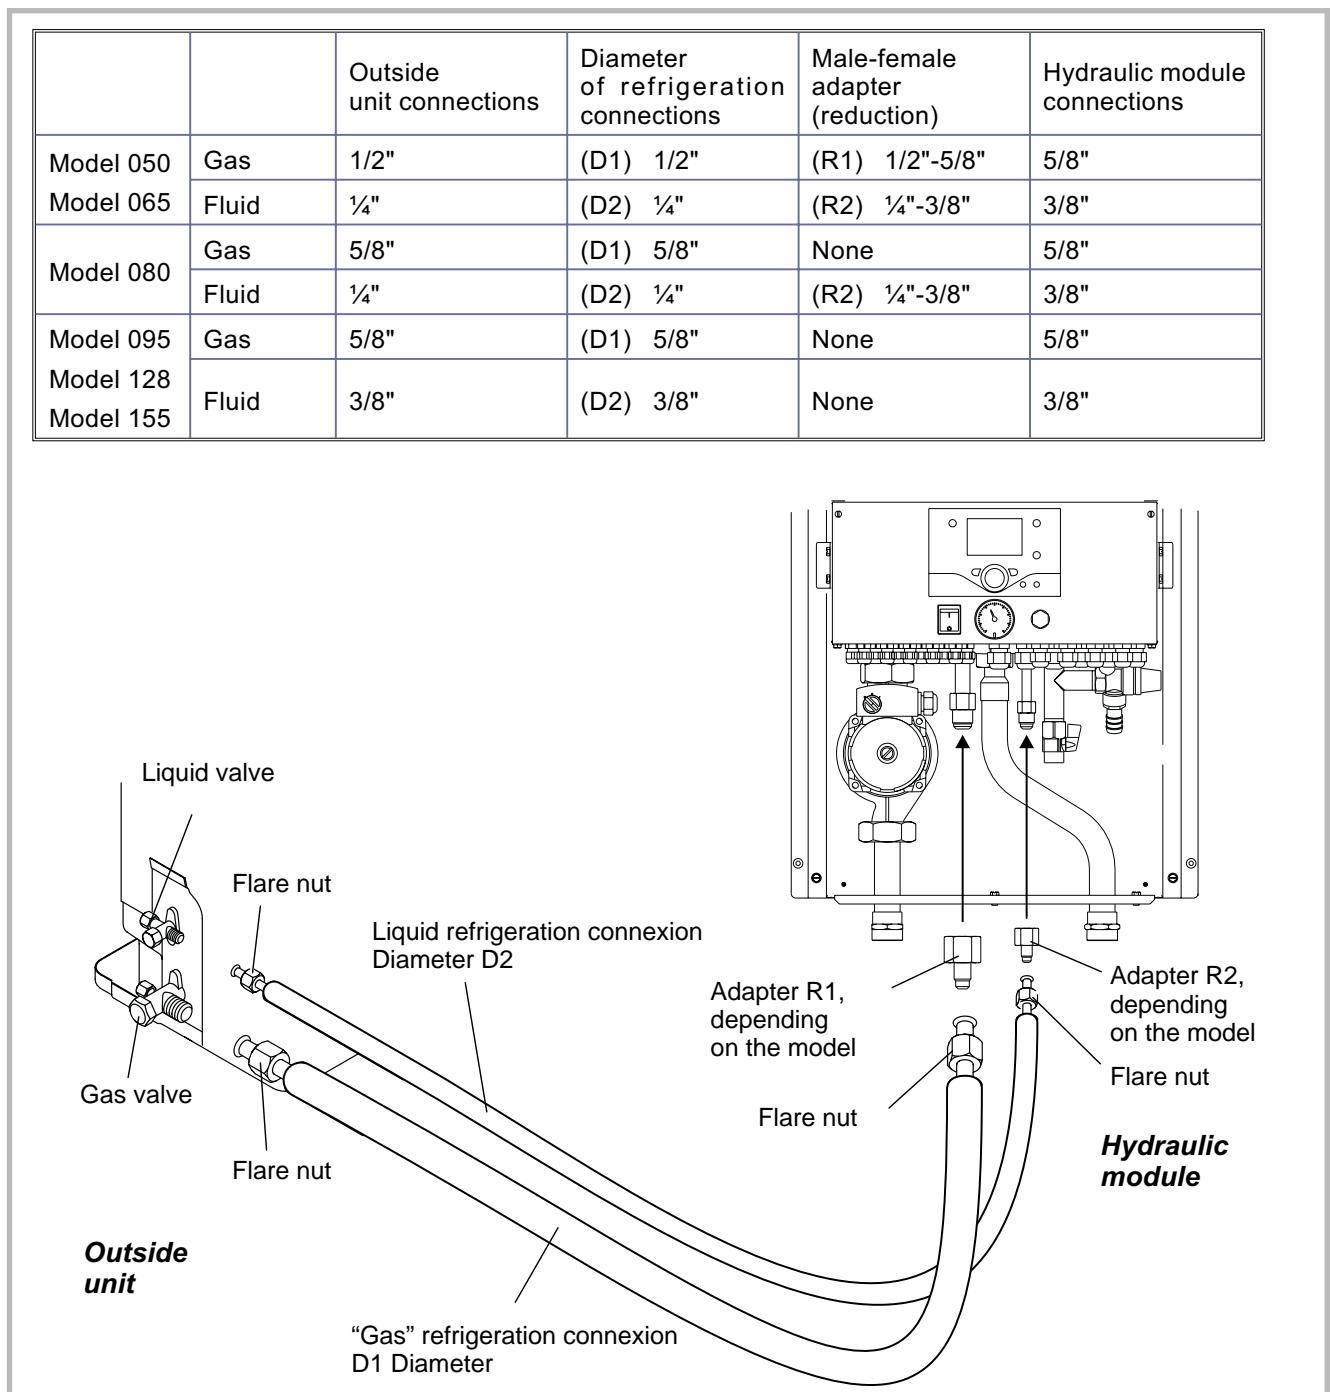 Outside
unit connections
Diameter
of refrigeration
connections
Male-female
adapter
(reduction)
Hydraulic module
connections
Model 050
Model 065
Gas 1/2" (D1) 1/2" (R1) 1/2"-5/8" 5/8"
Fluid ¼" (D2) ¼" (R2) ¼"-3/8" 3/8"
Model 080
Gas 5/8" (D1) 5/8" None 5/8"
Fluid ¼" (D2) ¼" (R2) ¼"-3/8" 3/8"
Model 095
Model 128
Model 155
Gas 5/8" (D1) 5/8" None 5/8"
Fluid 3/8" (D2) 3/8" None 3/8"
Liquid valve
Flare nut
Liquid refrigeration connexion
Diameter D2
Adapter R1,
depending
on the model
Adapter R2,
depending
on the model
Gas valve
Flare nut
Flare nut
Flare nut
Hydraulic
module
Outside
unit
“Gas” refrigeration connexion
D1 Diameter